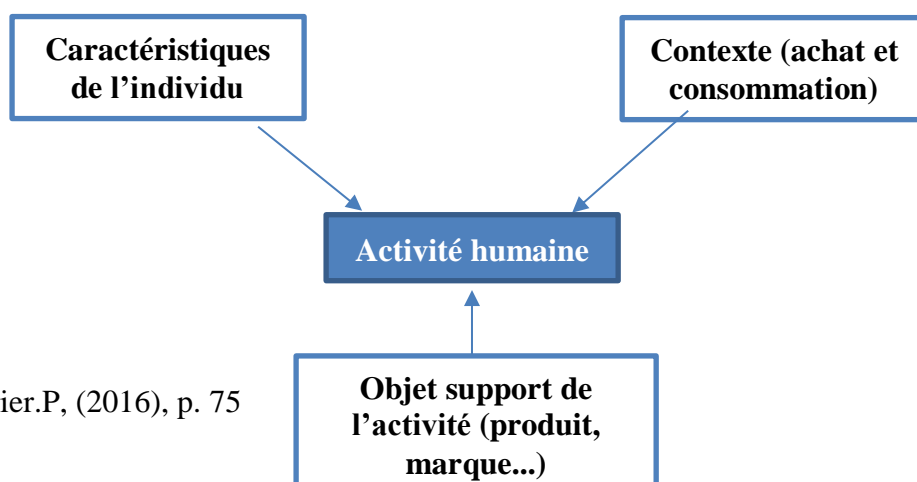 Caractéristiques
de l’individu
Contexte (achat et
consommation)
Activité humaine
Objet support de
l’activité (produit,
marque...)
ier.P, (2016), p. 75